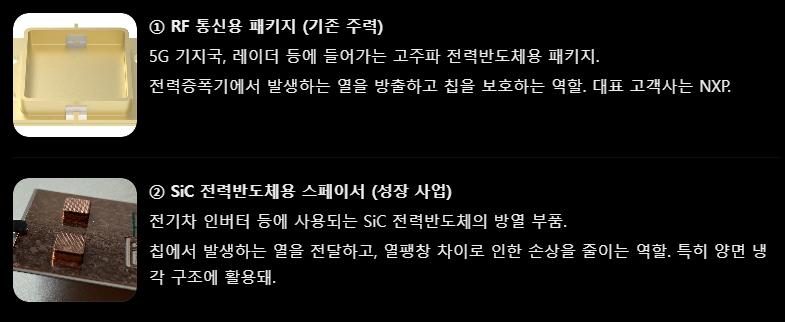 ① RF 통신용 패키지 (기존 주력)
5G 기지국, 레이더 등에 들어가는 고주파 전력반도체용 패키지.
전력증폭기에서 발생하는 열을 방출하고 칩을 보호하는 역할. 대표 고객사는 NXP.
② SiC 전력반도체용 스페이서 (성장 사업)
전기차 인버터 등에 사용되는 SiC 전력반도체의 방열 부품.
칩에서 발생하는 열을 전달하고, 열팽창 차이로 인한 손상을 줄이는 역할. 특히 양면 냉
각 구조에 활용돼.